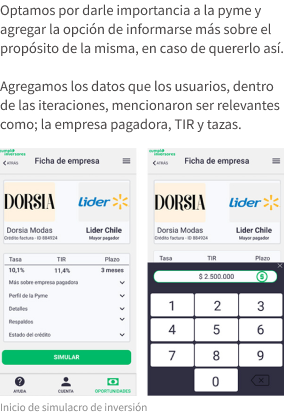 Optamos por darle importancia a la pyme y
agregar la opción de informarse más sobre el
propósito de la misma, en caso de quererlo así.
Agregamos los datos que los usuarios, dentro
de las iteraciones, mencionaron ser relevantes
como; la empresa pagadora, TIR y tazas.
ATRÁS Ficha de empresa
DORSIA Lider
Dorsia Modas Lider Chile
Crédito factura - ID 884924 Mayor pagador
Tasa TIR Plazo
10,1% 11,4% 3 meses
Más sobre empresa pagadora
Perfil de la Pyme
Detalles
Respaldos
Estado del crédito
SIMULAR
AYUDA CUENTA OPORTUNIDADES
ATRÁS Ficha de empresa
DORSIA Lider
Dorsia Modas Lider Chile
Crédito factura - ID 884924 Mayor pagador
Tasa TIR Plazo
$ 2.500.000
1 2 3
4 5 6
7 8 9
0
Inicio de simulacro de inversión